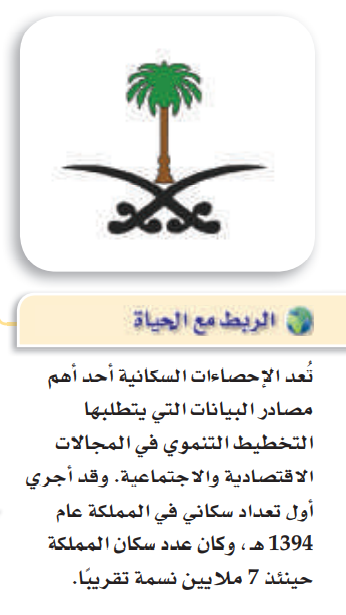 الربط مع الحياة
تُعد الإحصاءات السكانية أحد أهم
مصادر البيانات التي يتطلبها
التخطيط التنموي في المجالات
الاقتصادية والاجتماعية. وقد أجري
أول تعداد سكاني في المملكة عام
1394 هـ، وكان عدد سكان المملكة
حينئذ 7 ملايين نسمة تقريبًا.